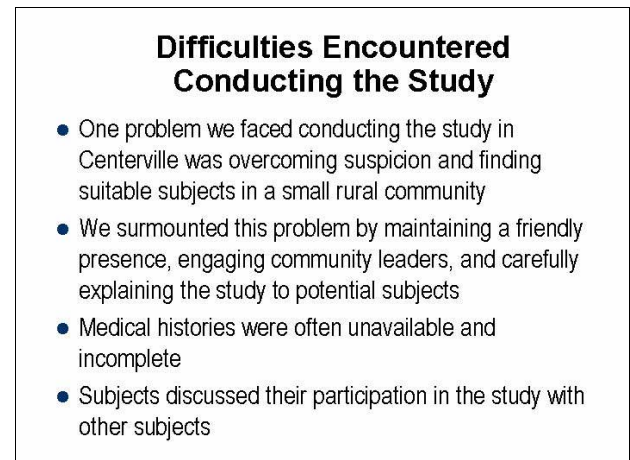 Difficulties Encountered
Conducting the Study
● One problem we faced conducting the study in
Centerville was overcoming suspicion and finding
suitable subjects in a small rural community
● We surmounted this problem by maintaining a friendly
presence, engaging community leaders, and carefully
explaining the study to potential subjects
● Medical histories were often unavailable and
incomplete
● Subjects discussed their participation in the study with
other subjects